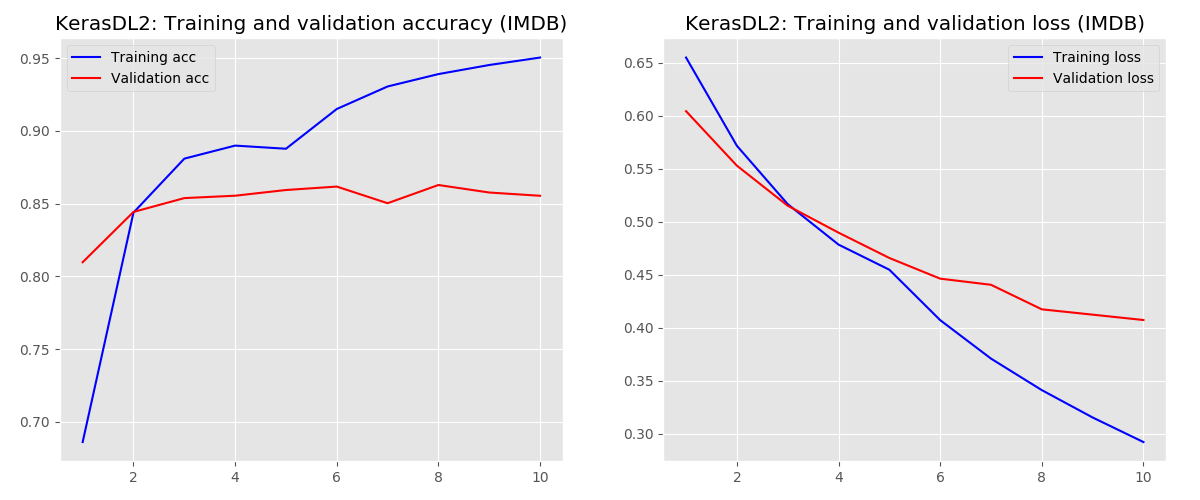 KerasDL2: Training and validation accuracy (IMDB)
Training acc
Validation acc
0.95
0.90
0.85
0.80
0.75
0.70
2 4 6 8 10
KerasDL2: Training and validation loss (IMDB)
Training loss
Validation loss
0.65
0.60
0.55
0.50
0.45
0.40
0.35
0.30
2 4 6 8 10